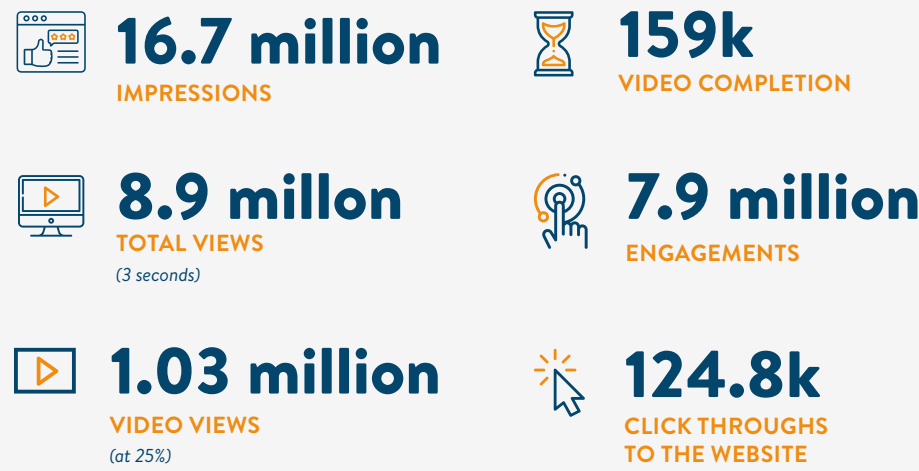 16.7 million
IMPRESSIONS
159k
VIDEO COMPLETION
8.9 millon
TOTAL VIEWS
(3 seconds)
7.9 million
ENGAGEMENTS
1.03 million
VIDEO VIEWS
(at 25%)
124.8k
CLICK THROUGHS
TO THE WEBSITE